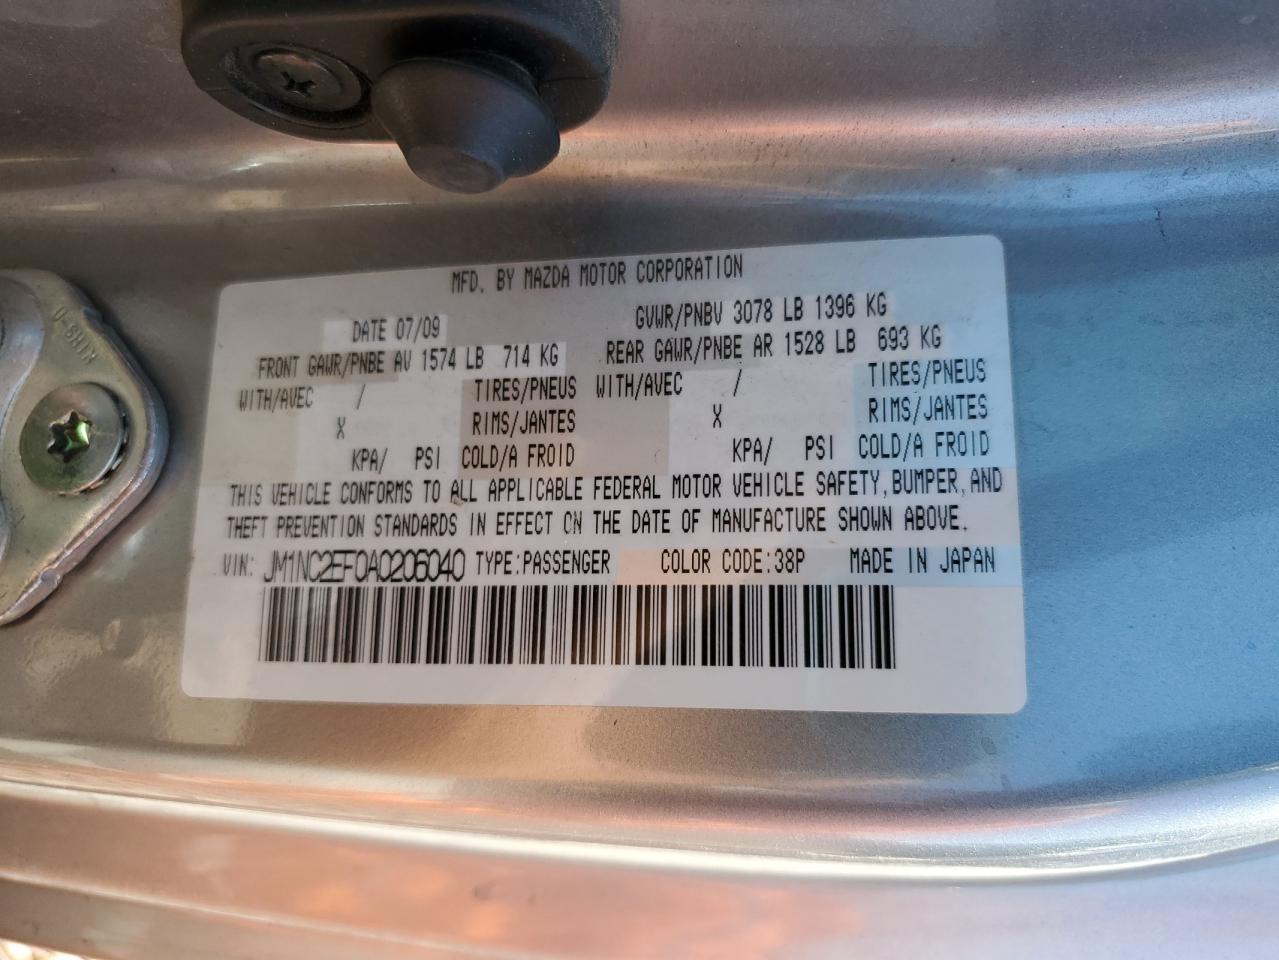 MFD. BY MAZDA MOTOR CORPORATION
DATE 07/09 GVWR/PNBV 3078 LB 1396 KG
FRONT GAWR/PNBE AV 1574 LB 714 KG REAR GAWR/PNBE AR 1528 LB 693 KG
WITH/AVEC / TIRES/PNEUS WITH/AVEC / TIRES/PNEUS
X RIMS/JANTES X RIMS/JANTES
KPA/ PSI COLD/A FROID KPA/ PSI COLD/A FROID
THIS VEHICLE CONFORMS TO ALL APPLICABLE FEDERAL MOTOR VEHICLE SAFETY, BUMPER, AND
THEFT PREVENTION STANDARDS IN EFFECT ON THE DATE OF MANUFACTURE SHOWN ABOVE.
VIN: JM1NC2EF0A0206040 TYPE:PASSENGER COLOR CODE:38P MADE IN JAPAN